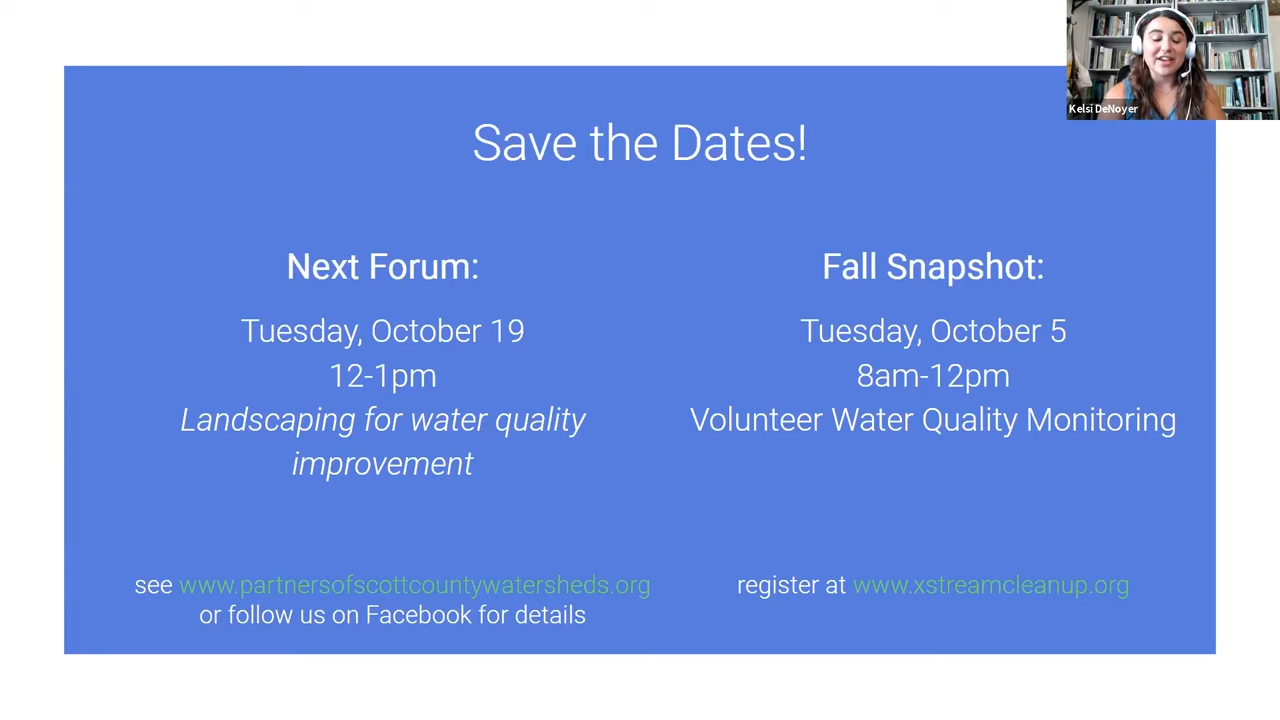 Kelsi DeNoyer
Save the Dates!
Next Forum:
Tuesday, October 19
12-1pm
Landscaping for water quality
improvement
see www.partnersofscottcountywatersheds.org
or follow us on Facebook for details
Fall Snapshot:
Tuesday, October 5
8am-12pm
Volunteer Water Quality Monitoring
register at www.xstreamcleanup.org